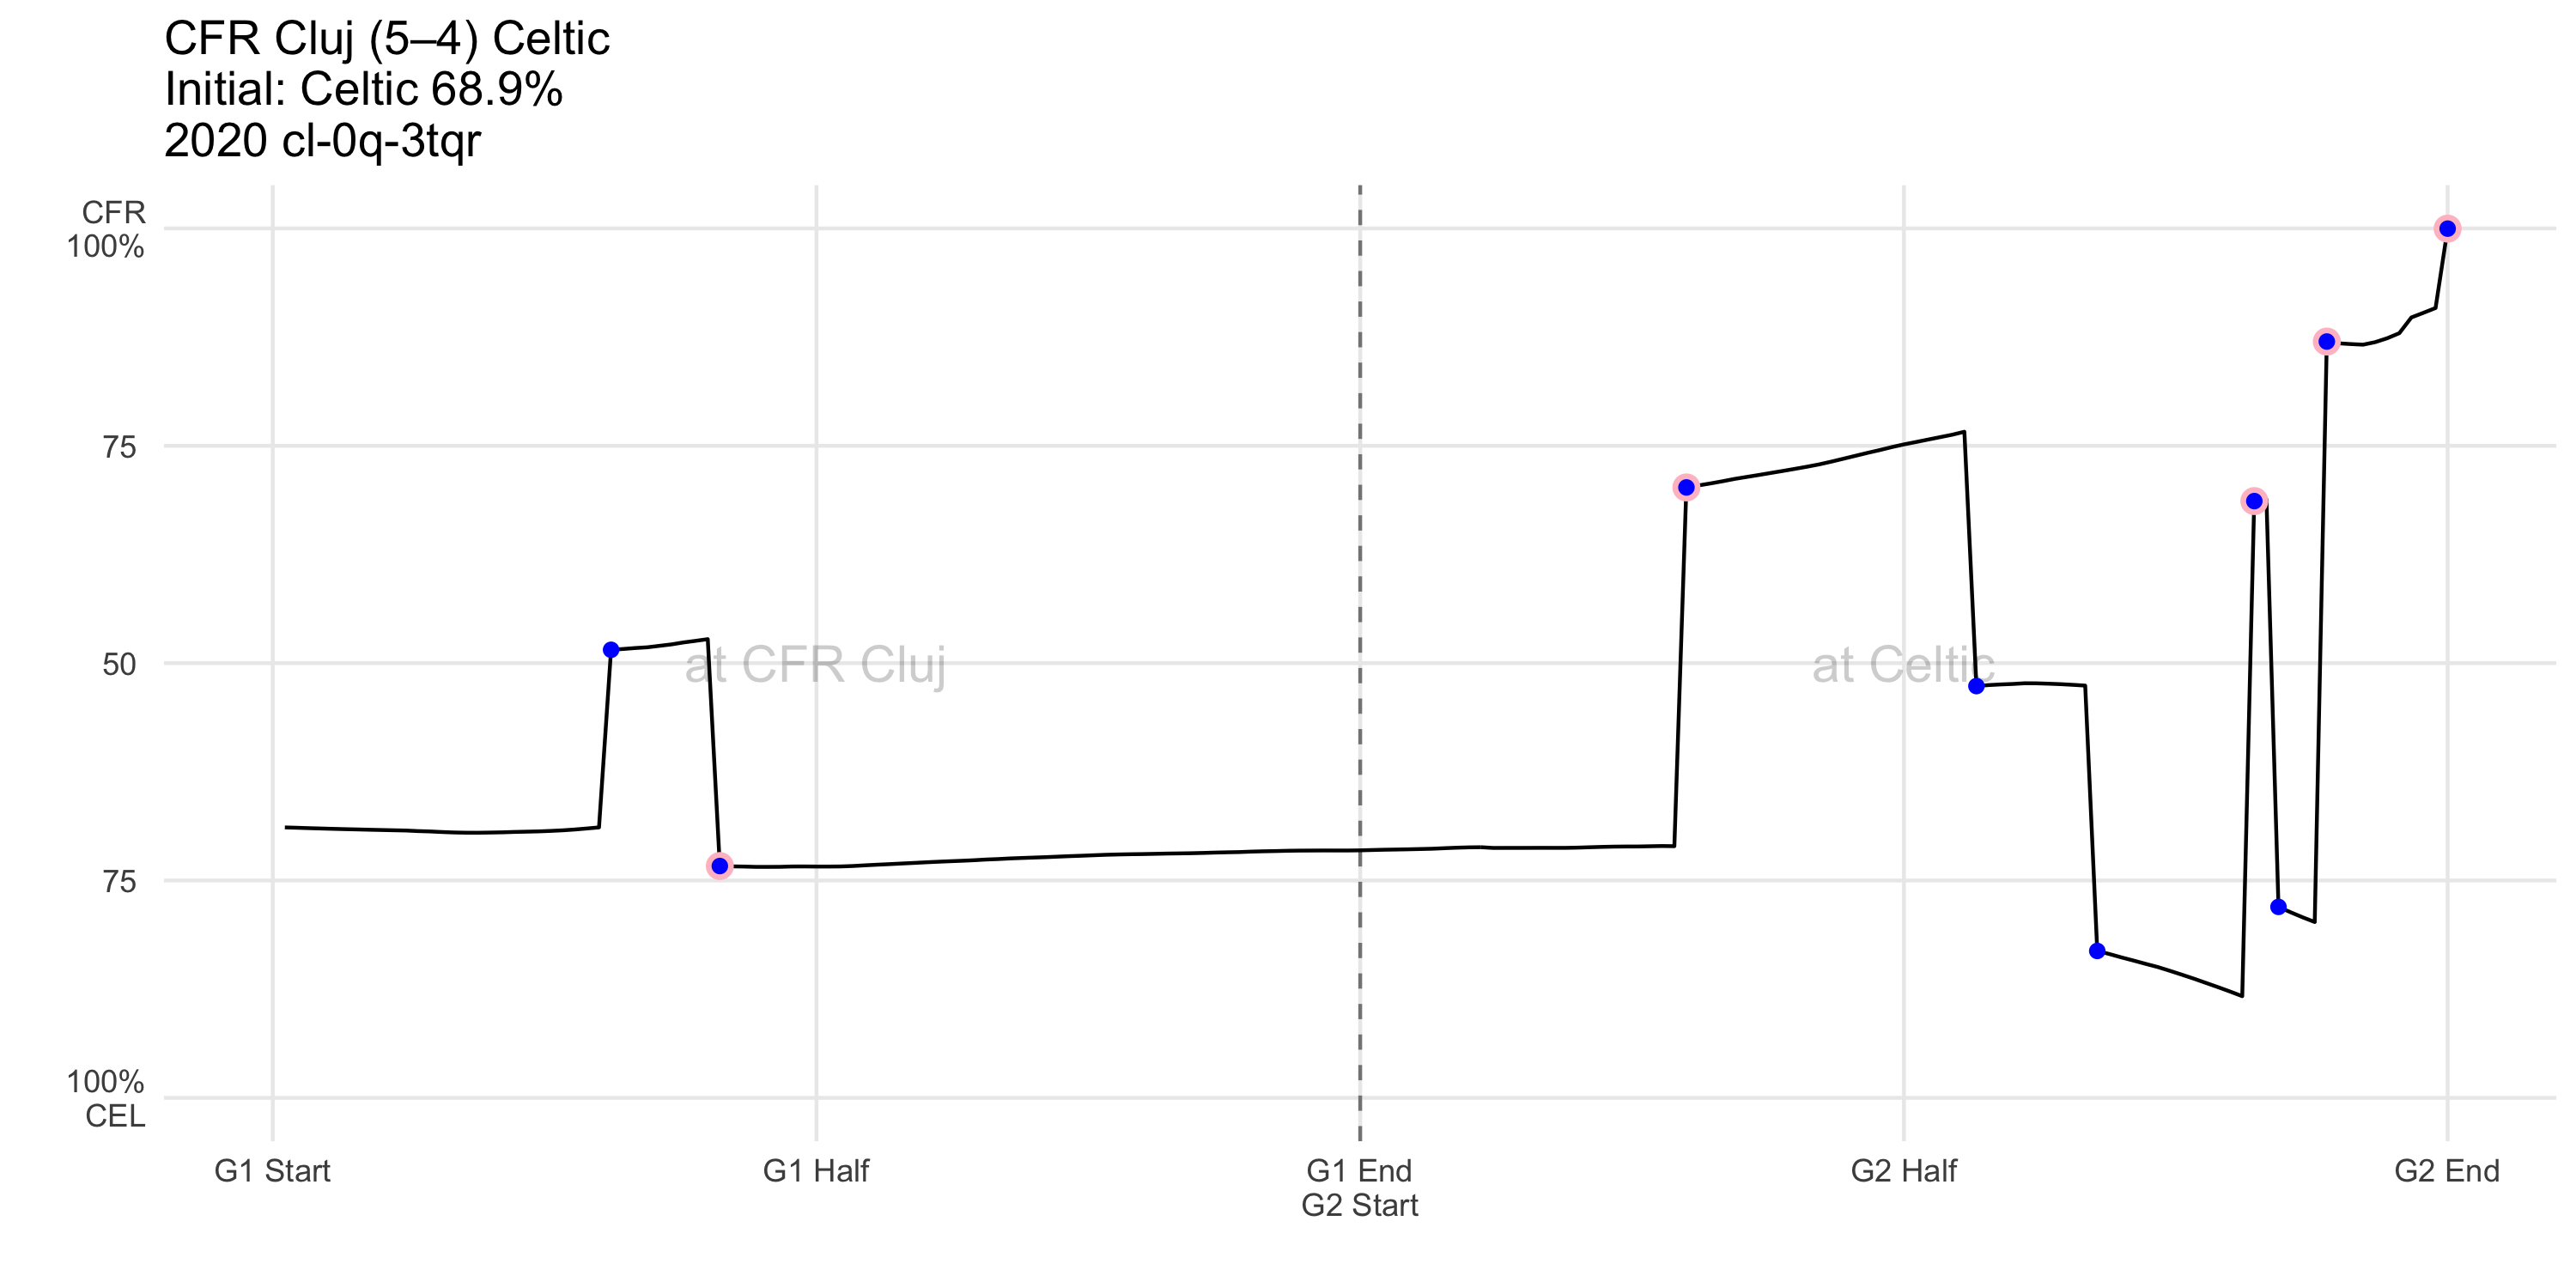 CFR Cluj (5–4) Celtic
Initial: Celtic 68.9%
2020 cl-0q-3tqr
CFR
100%
75
50
75
100%
CEL
at CFR Cluj
at Celtic
G1 Start
G1 Half
G1 End
G2 Start
G2 Half
G2 End